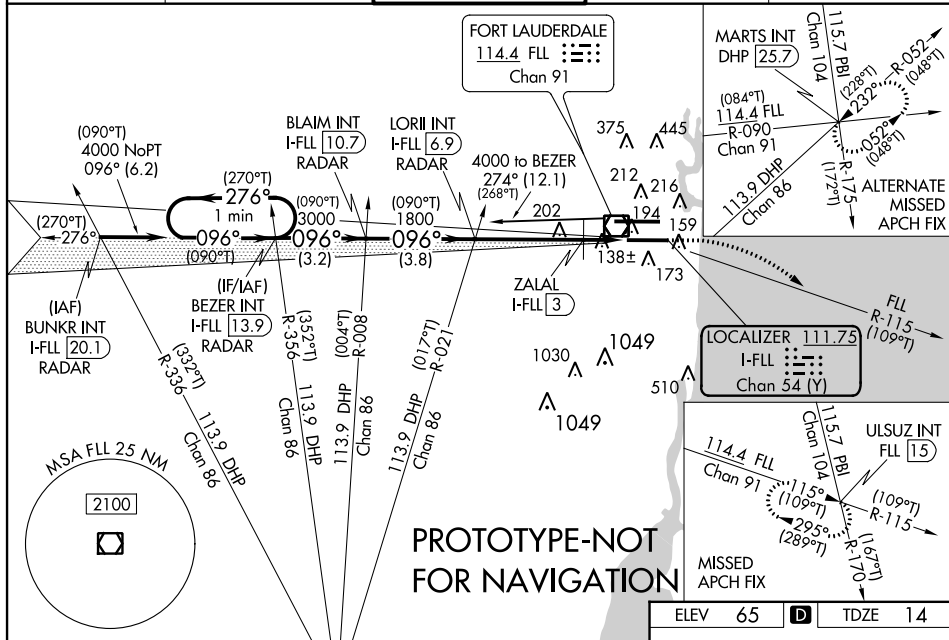 FORT LAUDERDALE
114.4 FLL
Chan 91
MARTS INT
DHP 25.7
115.7 PBI
Chan 104
R-052
(048°T)
(228°T)
232°
052°
(048°T)
(084°T)
114.4 FLL
R-090
Chan 91
113.9 DHP
Chan 86
R-175
(172°T)
ALTERNATE
MISSED
APCH FIX
(090°T)
4000 NoPT
096° (6.2)
BLAIM INT
I-FLL 10.7
RADAR
LORII INT
I-FLL 6.9
RADAR
375
445
4000 to BEZER
274° (12.1)
(268°T)
212
216
(270°T)
276°
1 min
(090°T)
3000
(090°T)
1800
202
194
159
(270°T)
276°
096°
096°
096°
(090°T)
(3.2)
(3.8)
138±
173
(IAF)
BUNKR INT
I-FLL 20.1
RADAR
(IF/IAF)
BEZER INT
I-FLL 13.9
RADAR
ZALAL
I-FLL 3
FLL
R-115
(109°T)
(332°T)
R-336
113.9 DHP
Chan 86
(352°T)
R-356
113.9 DHP
Chan 86
(004°T)
R-008
113.9 DHP
Chan 86
(017°T)
R-021
113.9 DHP
Chan 86
LOCALIZER 111.75
I-FLL
Chan 54 (Y)
1030
1049
510
1049
MSA FLL 25 NM
2100
115.7 PBI
Chan 104
ULSUZ INT
FLL 15
114.4 FLL
Chan 91
115°
(109°T)
(109°T)
R-115
295°
(289°T)
R-170
(167°T)
MISSED
APCH FIX
PROTOTYPE-NOT
FOR NAVIGATION
ELEV 65 D TDZE 14